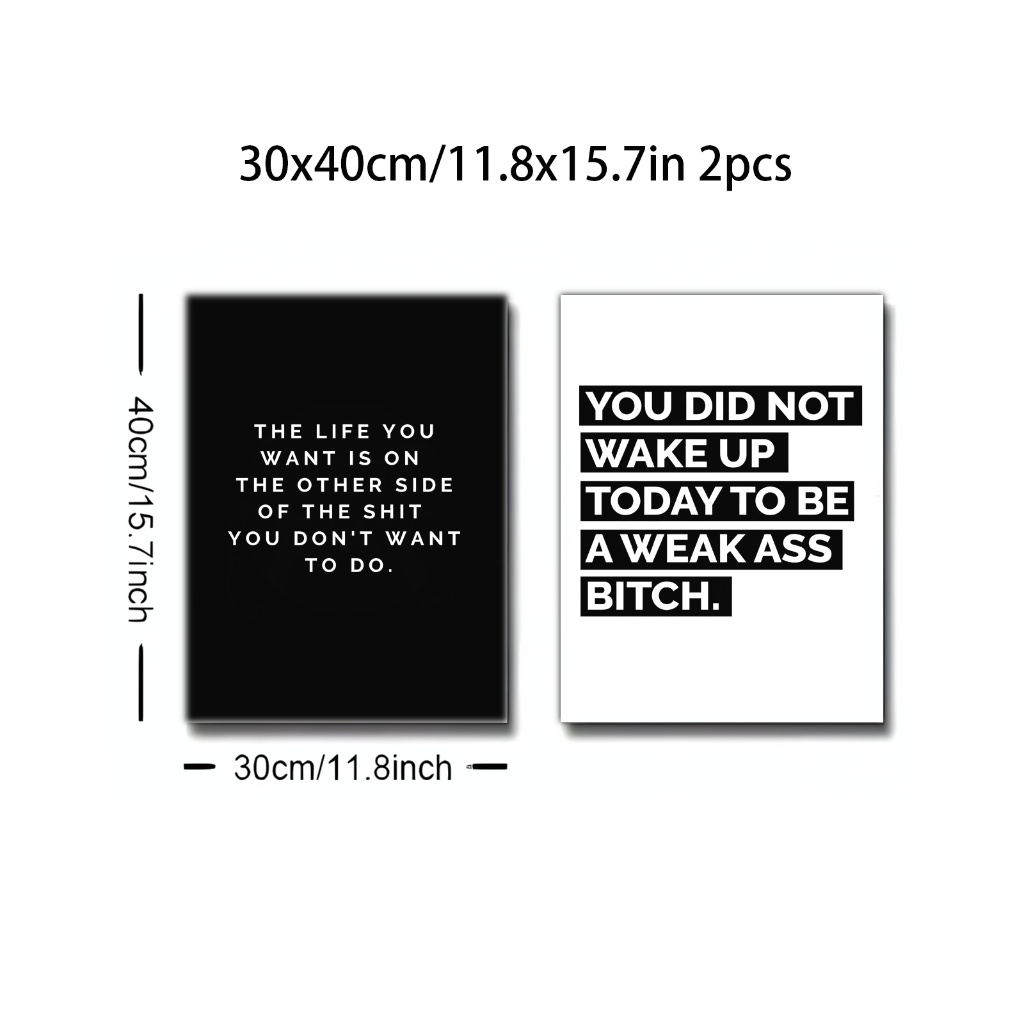 30x40cm/11.8x15.7in 2pcs
40cm/15.7inch
THE LIFE YOU
WANT IS ON
THE OTHER SIDE
OF THE SHIT
YOU DON'T WANT
TO DO.
YOU DID NOT
WAKE UP
TODAY TO BE
A WEAK ASS
BITCH.
30cm/11.8inch